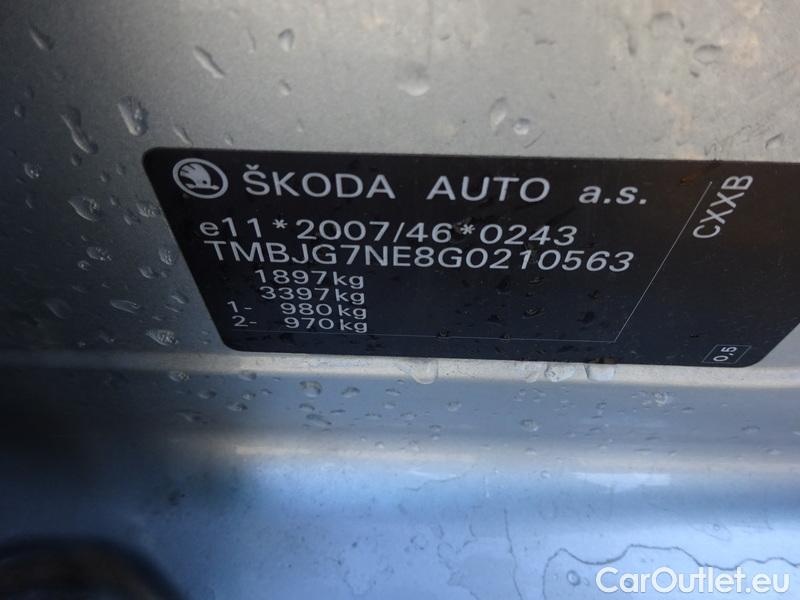 ŠKODA AUTO a.s.
e11*2007/46*0243
TMBJG7NE8G0210563
1897kg
3397kg
1- 980kg
2- 970kg
CXXB
0,5
CarOutlet.eu